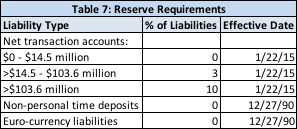 Table 7: Reserve Requirements
Liability Type % of Liabilities Effective Date
Net transaction accounts:
$0 - $14.5 million 0 1/22/15
>$14.5 - $103.6 million 3 1/22/15
>$103.6 million 10 1/22/15
Non-personal time deposits 0 12/27/90
Euro-currency liabilities 0 12/27/90